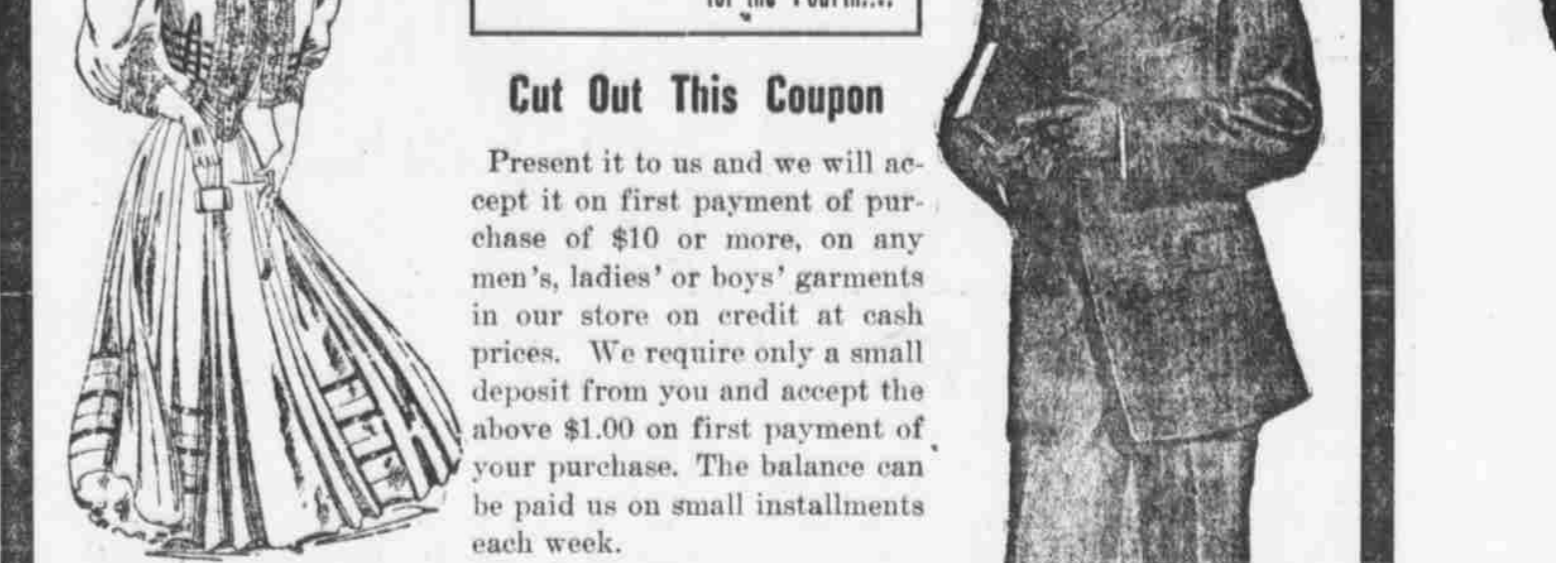 Cut Out This Coupon
Present it to us and we will ac-
cept it on first payment of pur-
chase of $10 or more, on any
men's, ladies' or boys' garments
in our store on credit at cash
prices. We require only a small
deposit from you and accept the
above $1.00 on first payment of
your purchase. The balance can
be paid us on small installments
each week.